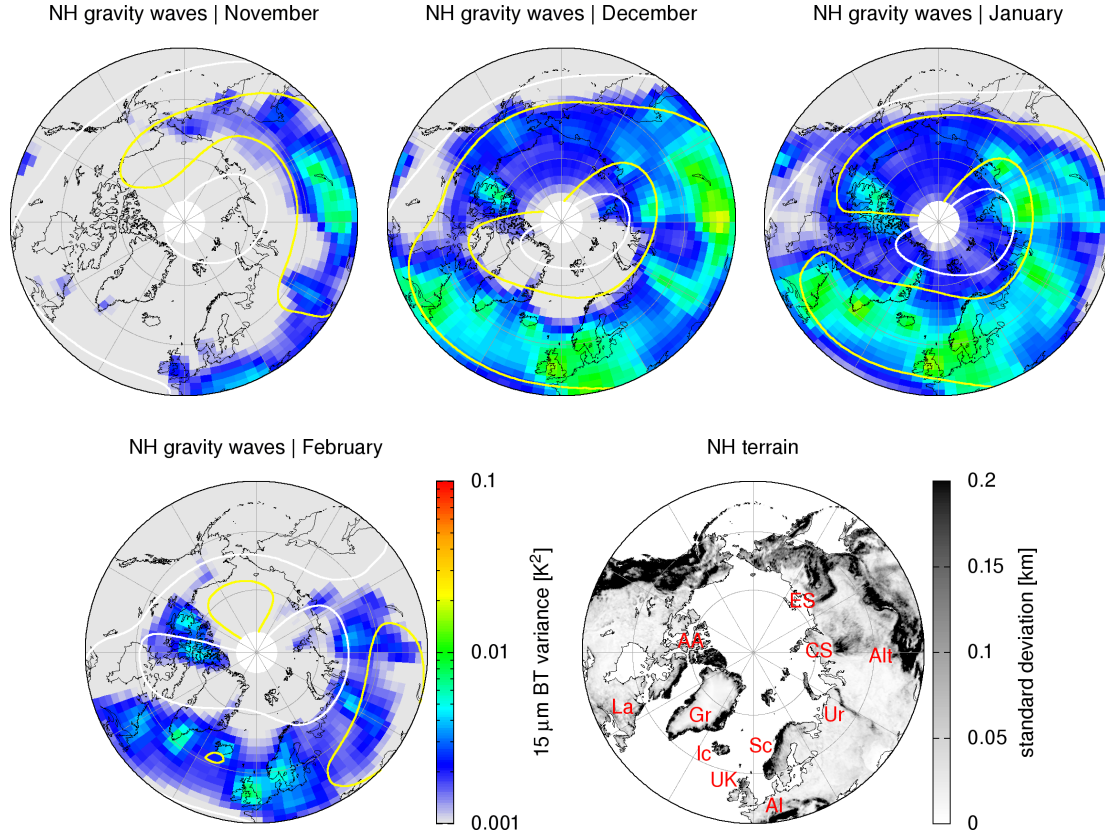 NH gravity waves | November
NH gravity waves | December
NH gravity waves | January
NH gravity waves | February
0.1
0.01
0.001
15 µm BT variance [K²]
NH terrain
ES
AA
CS
Alt
La
Gr
Ur
Ic
Sc
UK
Al
0.2
0.15
0.1
0.05
0
standard deviation [km]